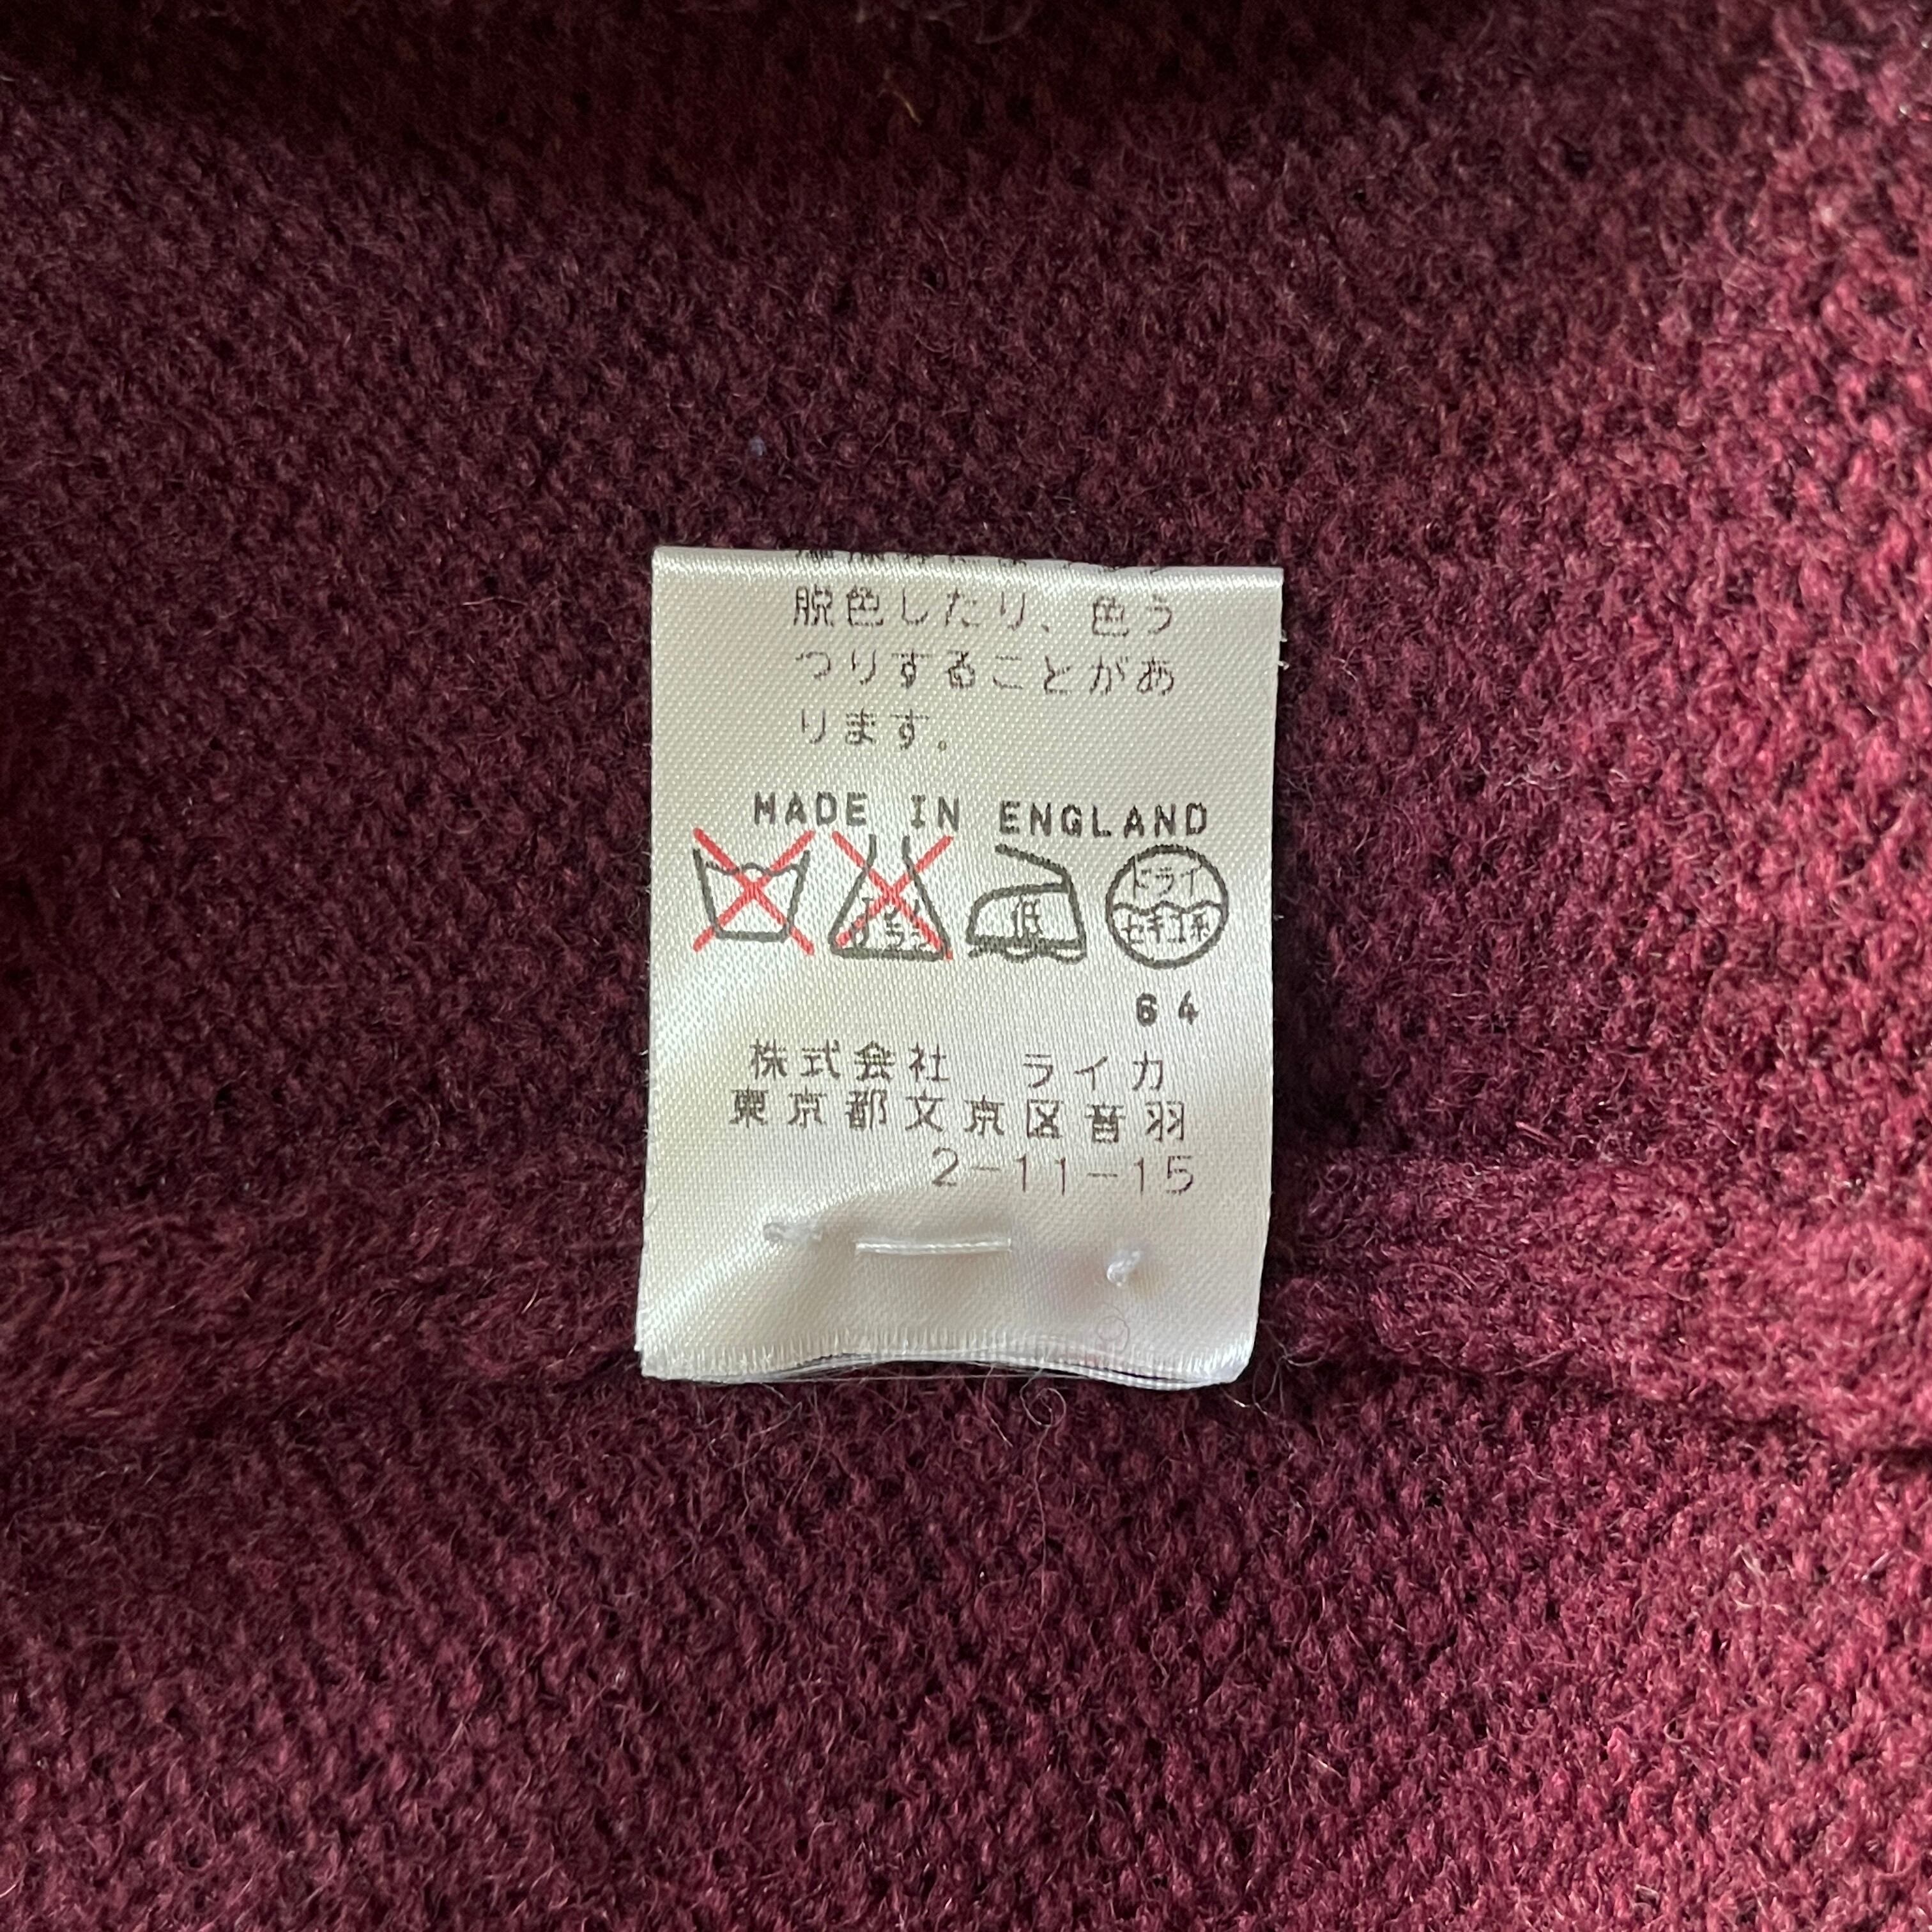 脱色したり、色う
つりすることがあ
ります。
MADE IN ENGLAND
低
ドライ
セキユ系
64
株式会社 ライカ
東京都文京区音羽
2-11-15